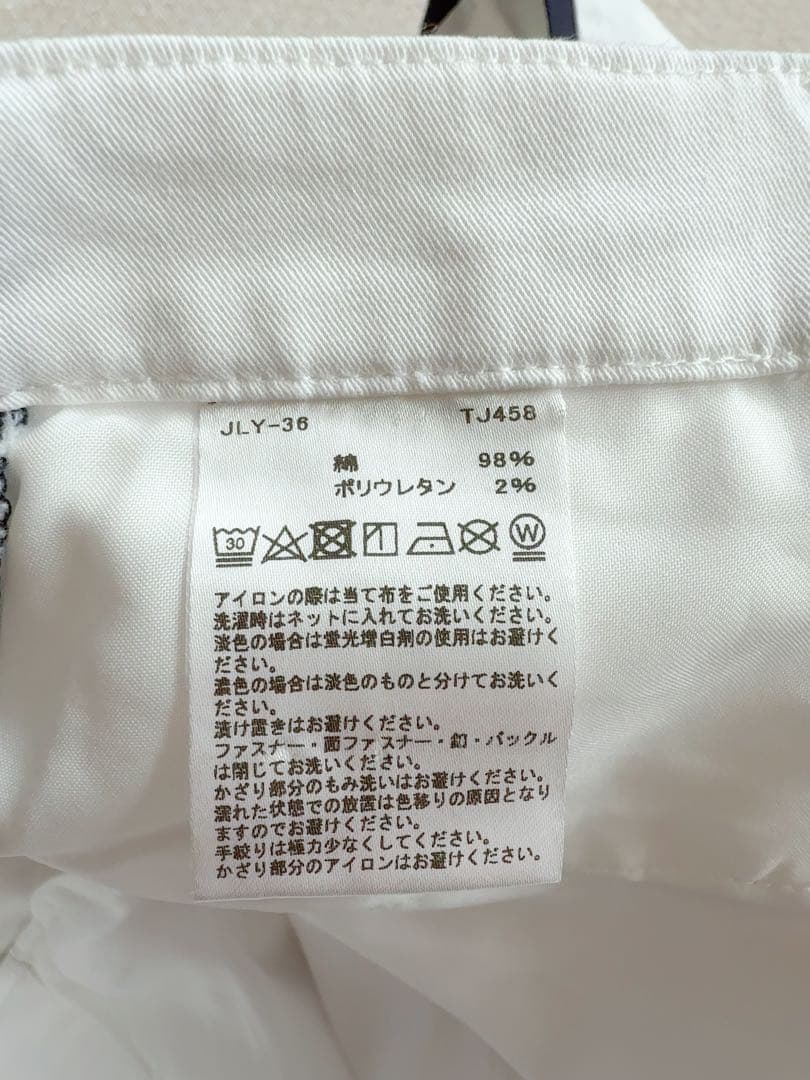 JLY-36 TJ458
綿 98%
ポリウレタン 2%
30 W
アイロンの際は当て布をご使用ください。
洗濯時はネットに入れてお洗いください。
淡色の場合は蛍光増白剤の使用はお避けく
ださい。
濃色の場合は淡色のものと分けてお洗いく
ださい。
漬け置きはお避けください。
ファスナー・面ファスナー・釦・バックル
は閉じてお洗いください。
かざり部分のもみ洗いはお避けください。
濡れた状態での放置は色移りの原因となり
ますのでお避けください。
手絞りは極力少なくしてください。
かざり部分のアイロンはお避けください。